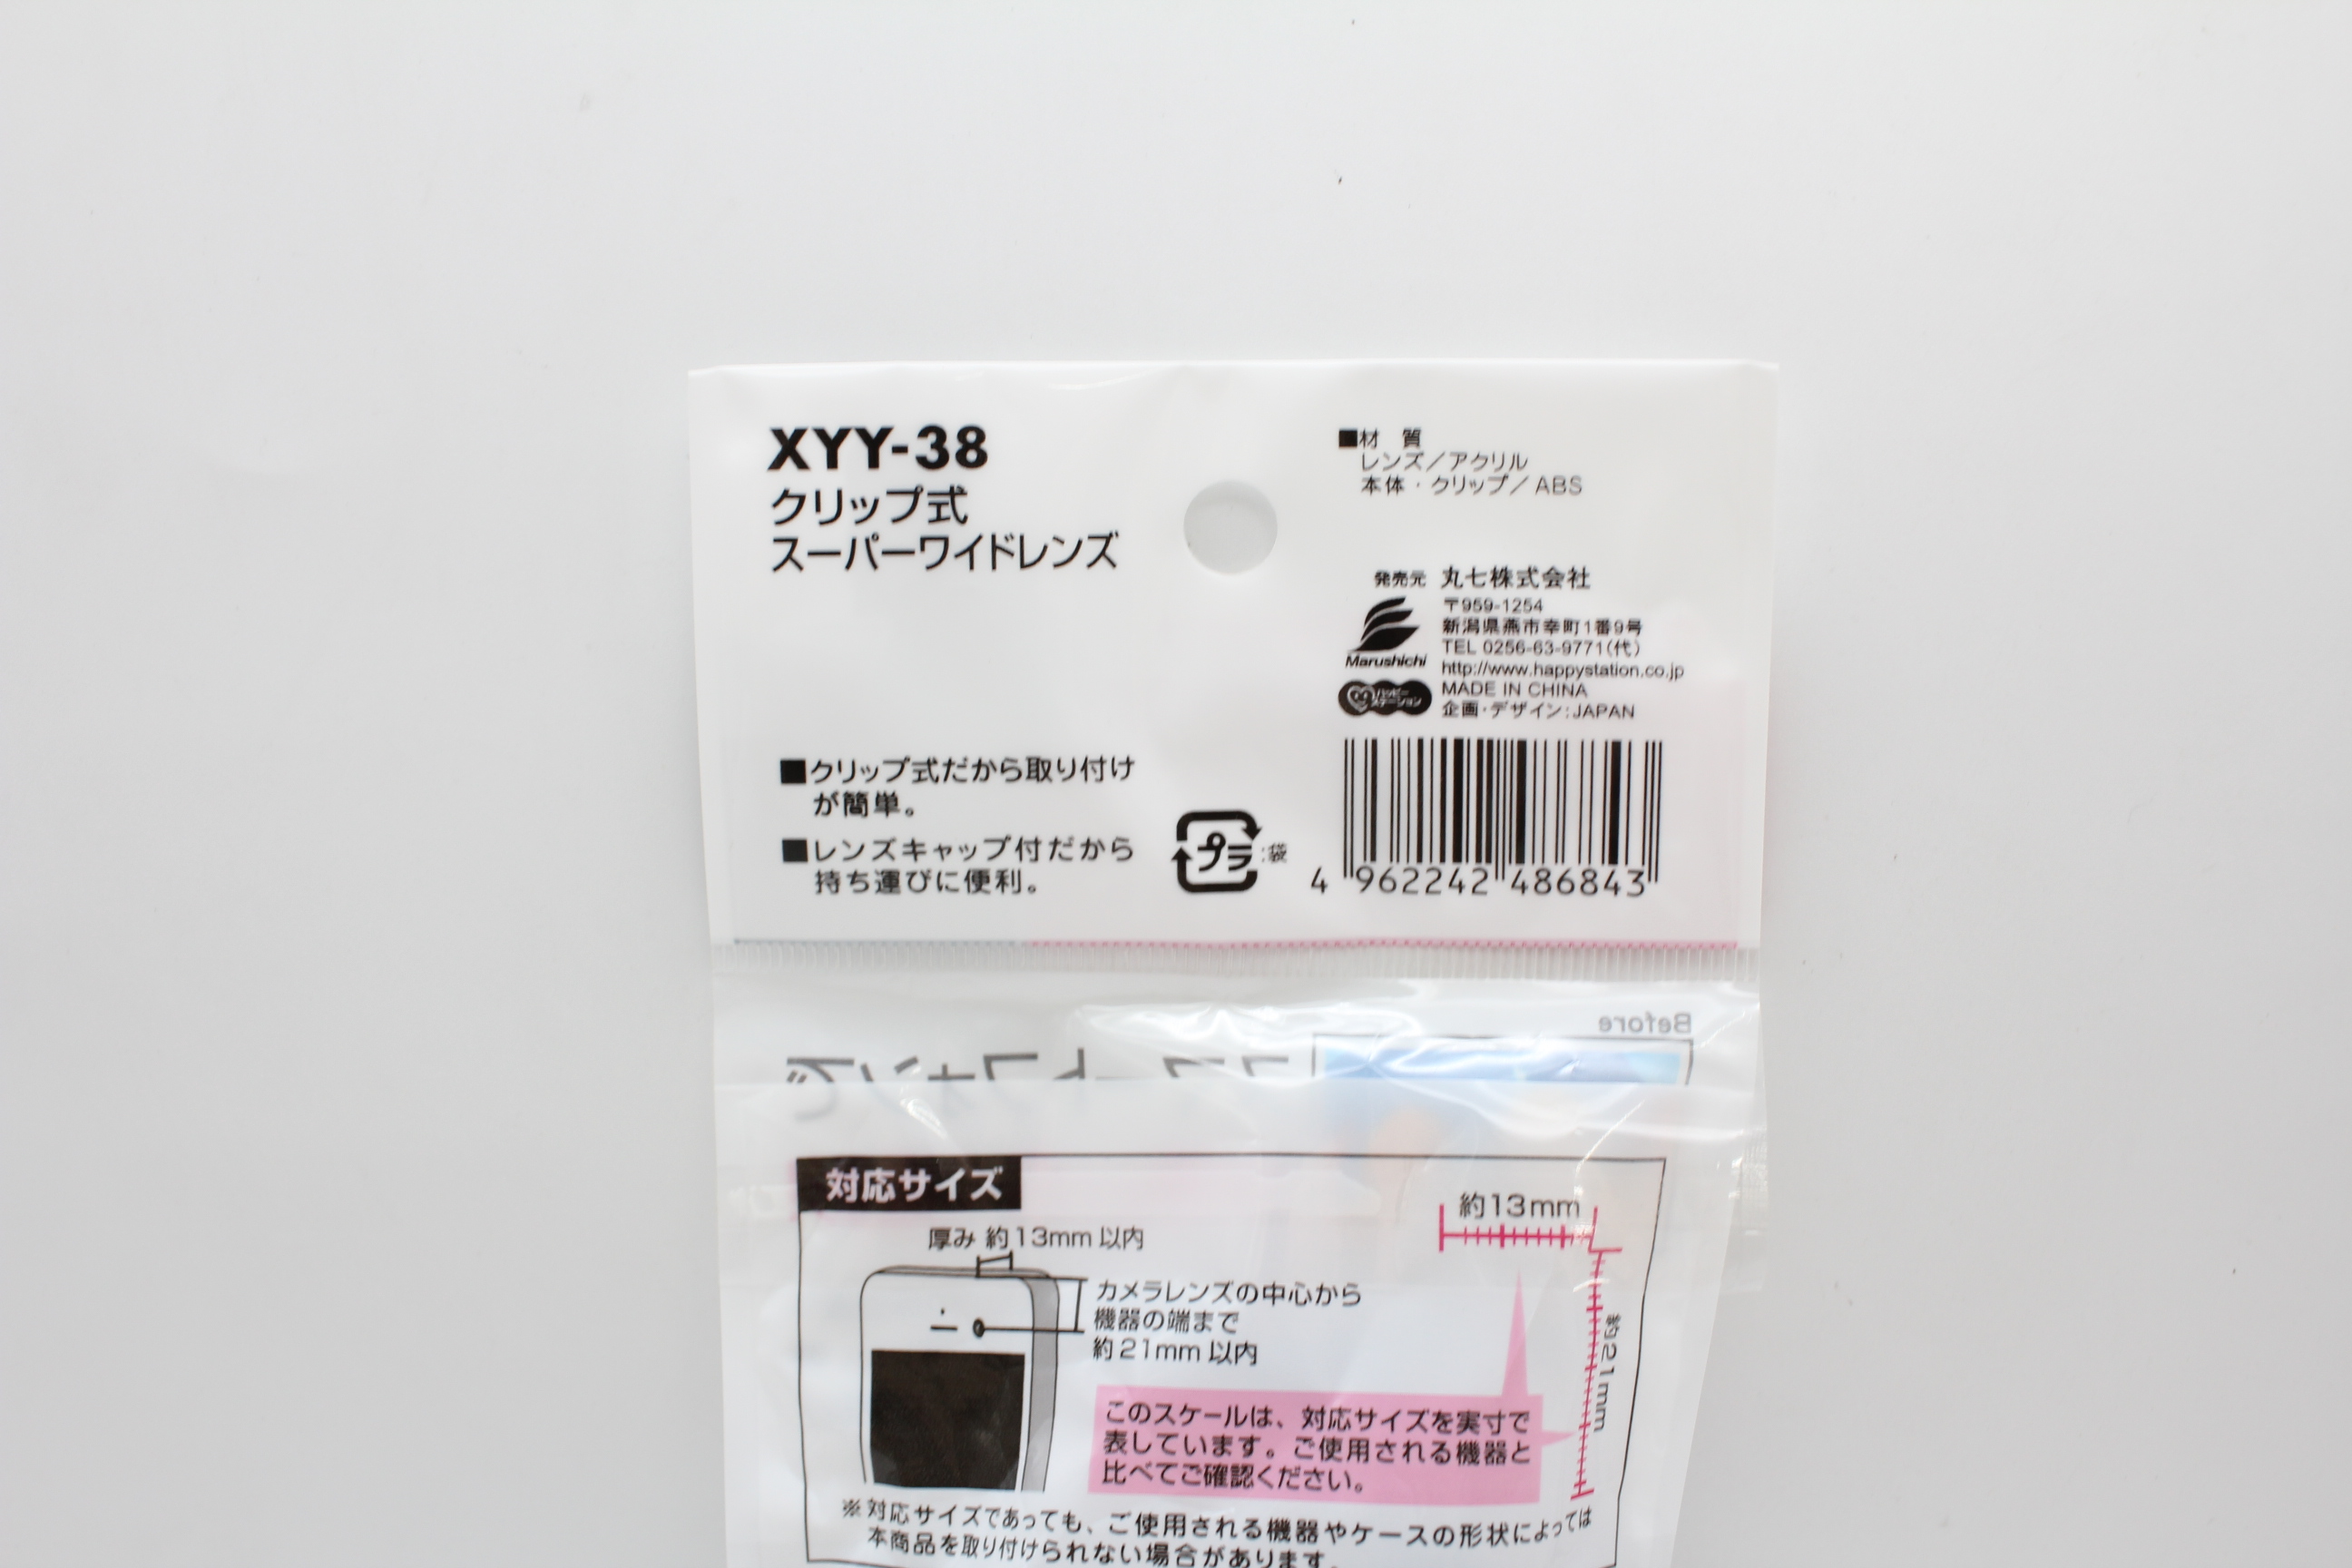 XYY-38
クリップ式
スーパーワイドレンズ
■クリップ式だから取り付け
が簡単。
■レンズキャップ付だから
持ち運びに便利。
プラ
:袋
■材 質
レンズ／アクリル
本体・クリップ／ABS
発売元 丸七株式会社
〒959-1254
新潟県燕市幸町1番9号
TEL 0256-63-9771(代)
http://www.happystation.co.jp
MADE IN CHINA
企画・デザイン:JAPAN
Marushichi
ハッピー
ステーション
4 962242 486843
Before
対応サイズ
厚み 約13mm以内
カメラレンズの中心から
機器の端まで
約21mm以内
約13mm
約21mm
このスケールは、対応サイズを実寸で
表しています。ご使用される機器と
比べてご確認ください。
※対応サイズであっても、ご使用される機器やケースの形状によっては
本商品を取り付けられない場合があります。